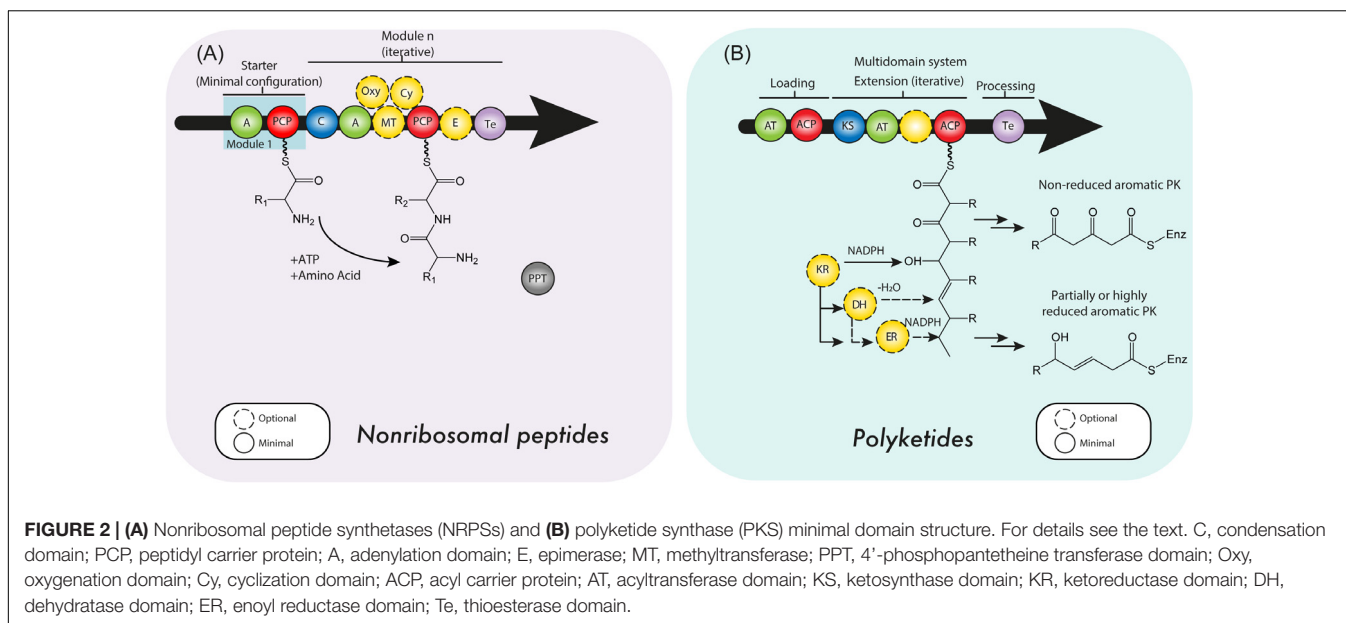 (A)
Module n
(iterative)
Starter
(Minimal configuration)
Oxy
Cy
A
PCP
C
A
MT
PCP
E
Te
Module 1
S
O
R1
NH2
S
O
R2
NH
O
NH2
R1
+ATP
+Amino Acid
PPT
Optional
Minimal
Nonribosomal peptides
(B)
Multidomain system
Loading
Extension (iterative)
Processing
AT
ACP
KS
AT
ACP
Te
S
O
R
O
R
OH
R
R
NADPH
KR
-H2O
DH
NADPH
ER
Non-reduced aromatic PK
O
O
O
R
S
Enz
Partially or highly
reduced aromatic PK
OH
O
R
S
Enz
Optional
Minimal
Polyketides
FIGURE 2 | (A) Nonribosomal peptide synthetases (NRPSs) and (B) polyketide synthase (PKS) minimal domain structure. For details see the text. C, condensation
domain; PCP, peptidyl carrier protein; A, adenylation domain; E, epimerase; MT, methyltransferase; PPT, 4’-phosphopantetheine transferase domain; Oxy,
oxygenation domain; Cy, cyclization domain; ACP, acyl carrier protein; AT, acyltransferase domain; KS, ketosynthase domain; KR, ketoreductase domain; DH,
dehydratase domain; ER, enoyl reductase domain; Te, thioesterase domain.